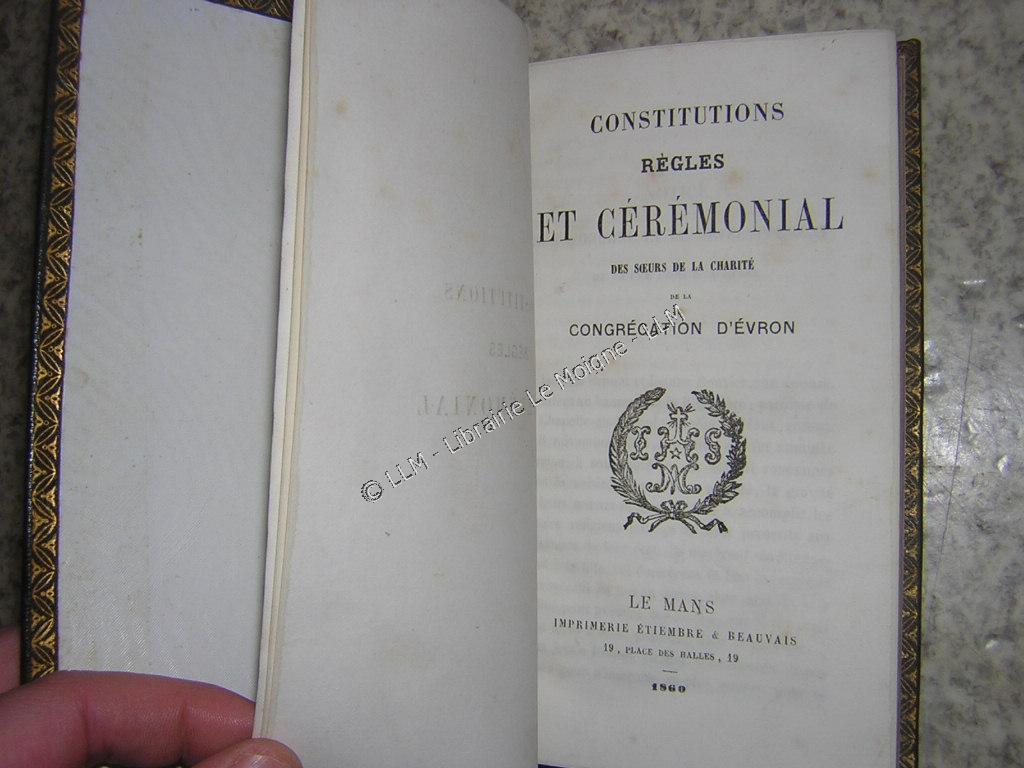 CONSTITUTIONS
RÈGLES
ET CÉRÉMONIAL
DES SŒURS DE LA CHARITÉ
DE LA
CONGRÉGATION D'ÉVRON
IHS
M
LE MANS
IMPRIMERIE ÉTIEMBRE & BEAUVAIS
19, PLACE DES HALLES, 19
1860
© LLM - Librairie Le Moigne - LLM